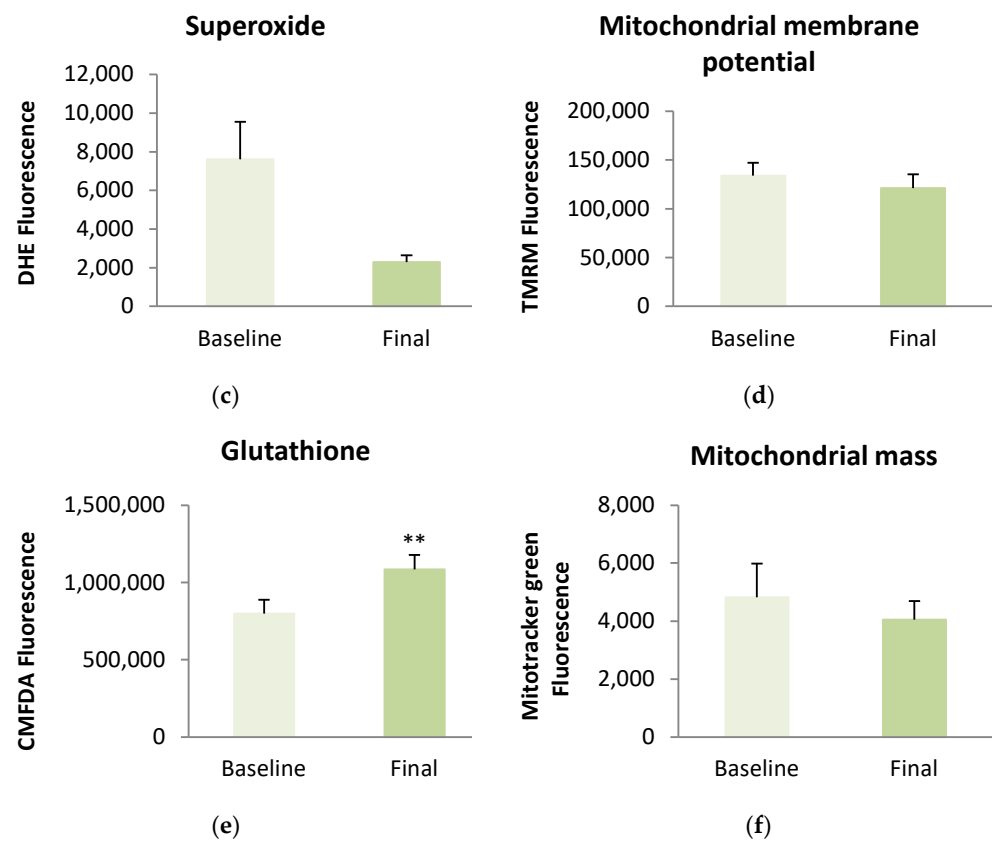 Superoxide
DHE Fluorescence
12,000
10,000
8,000
6,000
4,000
2,000
0
Baseline
Final
(c)
Mitochondrial membrane
potential
TMRM Fluorescence
200,000
150,000
100,000
50,000
0
Baseline
Final
(d)
Glutathione
CMFDA Fluorescence
1,500,000
1,000,000
500,000
0
**
Baseline
Final
(e)
Mitochondrial mass
Mitotracker green
Fluorescence
8,000
6,000
4,000
2,000
0
Baseline
Final
(f)